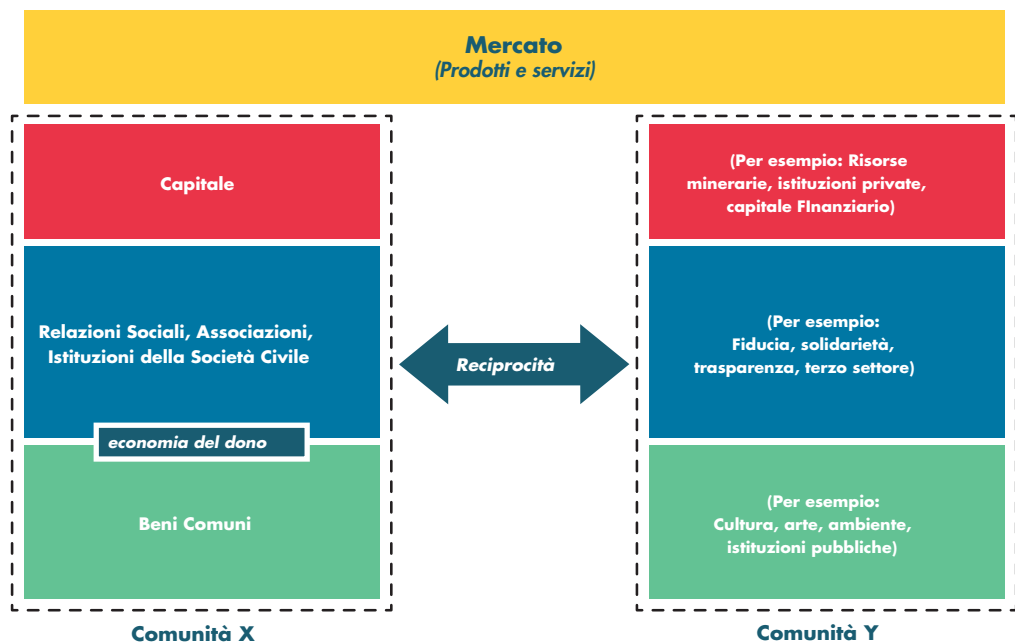 Mercato
(Prodotti e servizi)
Capitale
(Per esempio: Risorse
minerarie, istituzioni private,
capitale FInanziario)
Relazioni Sociali, Associazioni,
Istituzioni della Società Civile
Reciprocità
(Per esempio:
Fiducia, solidarietà,
trasparenza, terzo settore)
economia del dono
Beni Comuni
(Per esempio:
Cultura, arte, ambiente,
istituzioni pubbliche)
Comunità X
Comunità Y